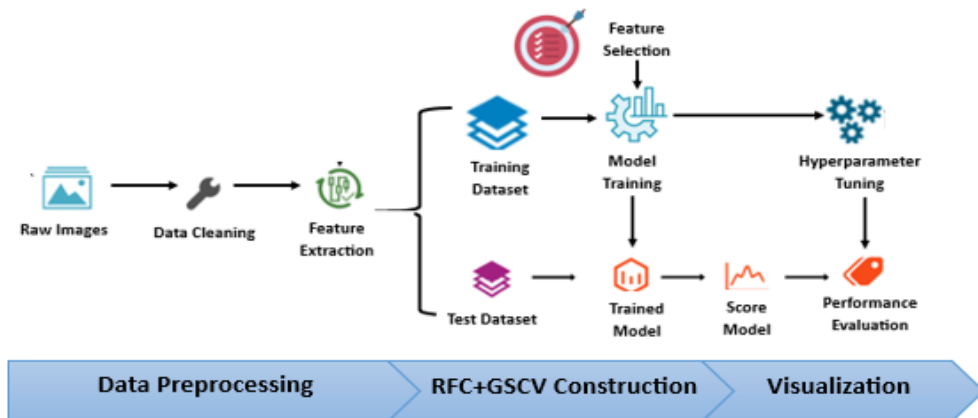 Feature
Selection
Training
Dataset
Model
Training
Hyperparameter
Tuning
Raw Images
Data Cleaning
Feature
Extraction
Test Dataset
Trained
Model
Score
Model
Performance
Evaluation
Data Preprocessing
RFC+GSCV Construction
Visualization